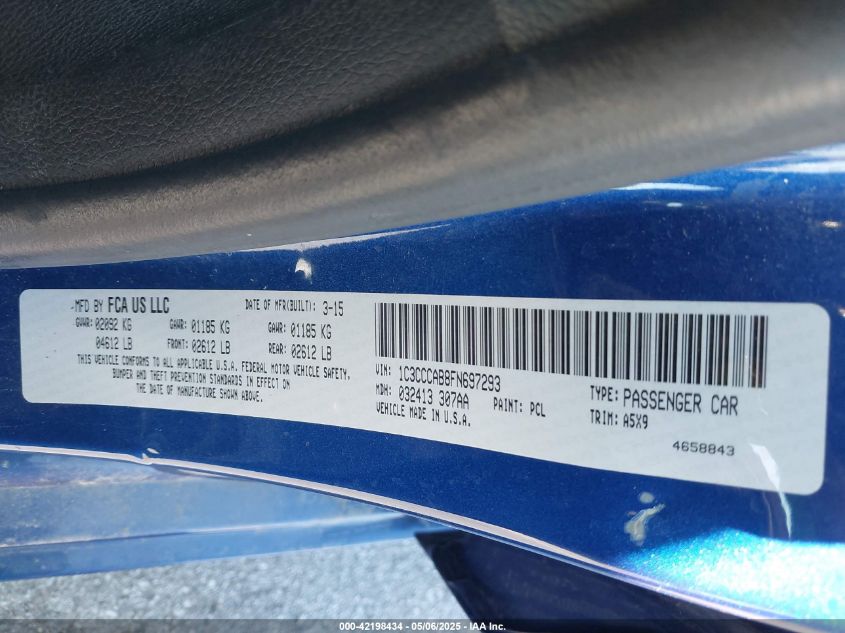 MFD BY FCA US LLC DATE OF MFR(BUILT): 3-15
GVWR: 02092 KG GAWR: 01185 KG GAWR: 01185 KG
04612 LB FRONT: 02612 LB REAR: 02612 LB
THIS VEHICLE CONFORMS TO ALL APPLICABLE U.S.A. FEDERAL MOTOR VEHICLE SAFETY,
BUMPER AND THEFT PREVENTION STANDARDS IN EFFECT ON
THE DATE OF MANUFACTURE SHOWN ABOVE.
VIN: 1C3CCCAB8FN697293
MDH: 032413 307AA PAINT: PCL
VEHICLE MADE IN U.S.A.
TYPE: PASSENGER CAR
TRIM: A5X9
4658843
000-42198434 - 05/06/2025 - IAA Inc.